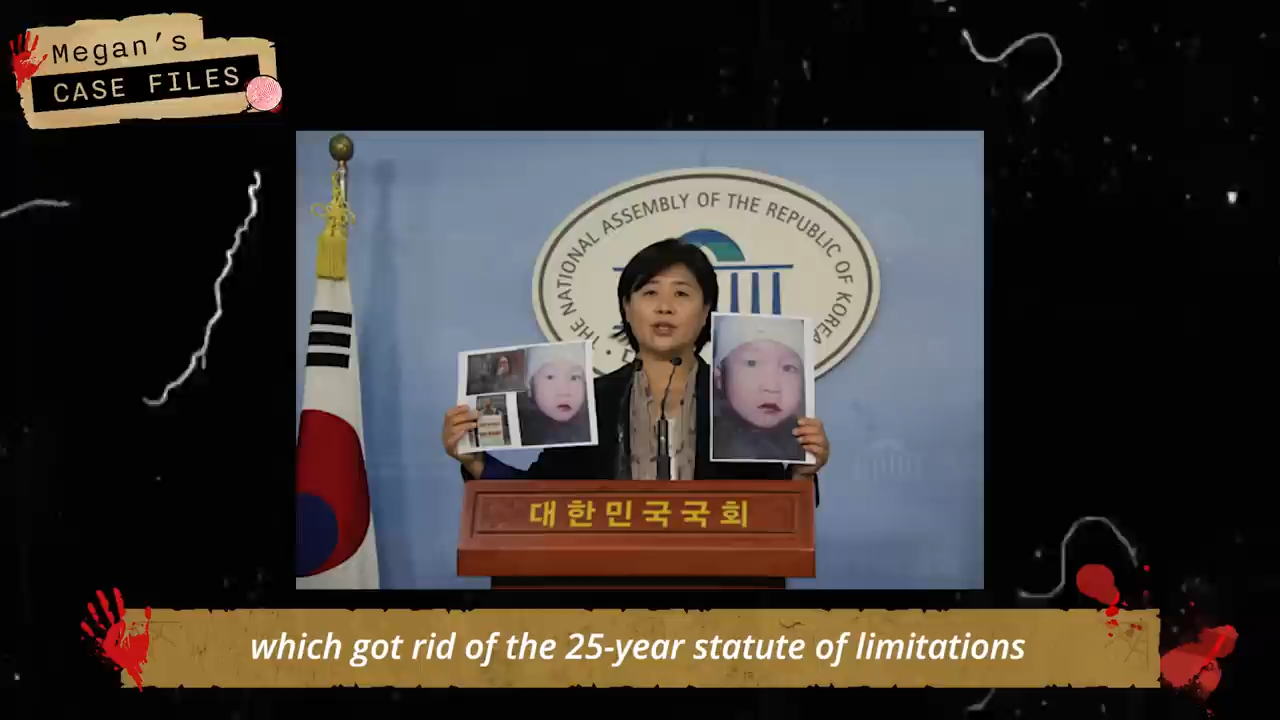 Megan's
CASE FILES
THE NATIONAL ASSEMBLY OF THE REPUBLIC OF KOREA
대한민국국회
which got rid of the 25-year statute of limitations